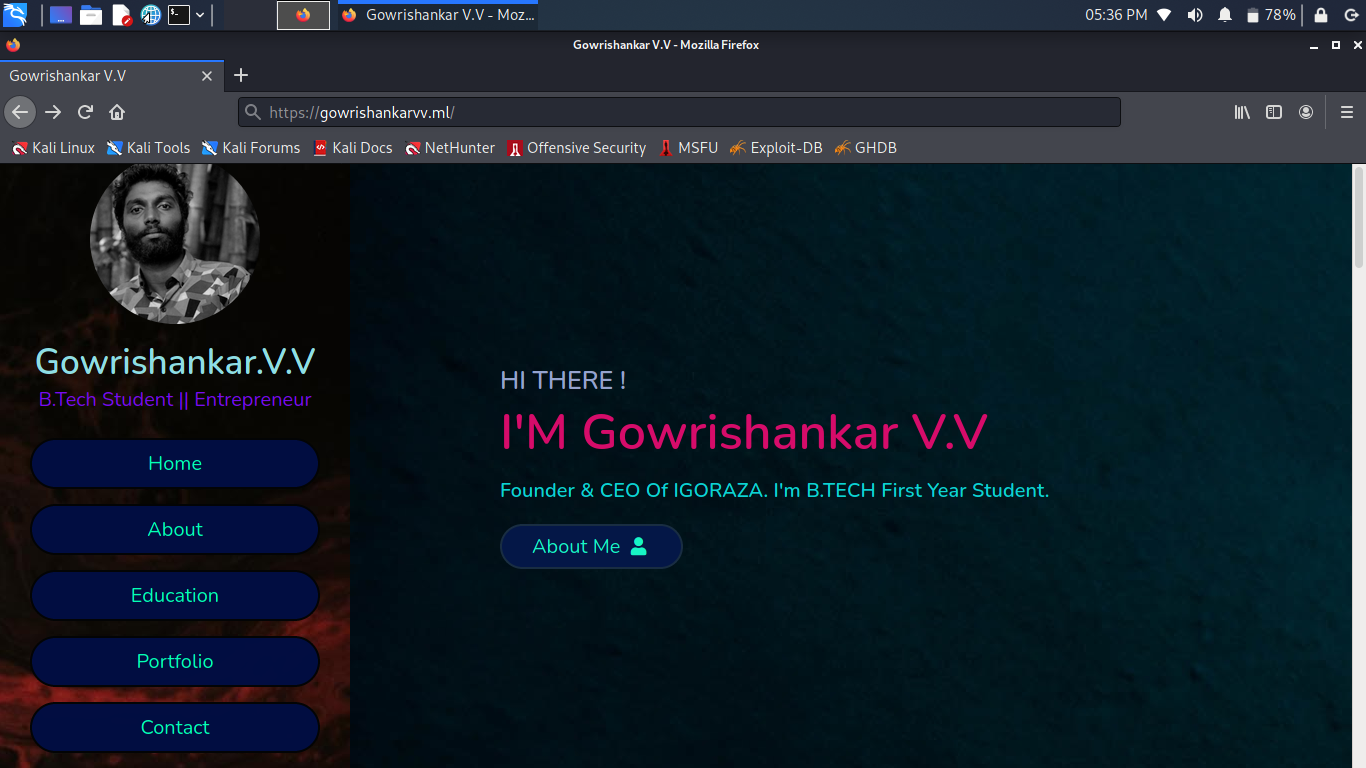 Gowrishankar V.V - Moz...
05:36 PM
78%
Gowrishankar V.V - Mozilla Firefox
Gowrishankar V.V
https://gowrishankarvv.ml/
Kali Linux Kali Tools Kali Forums Kali Docs NetHunter Offensive Security MSFU Exploit-DB GHDB
Gowrishankar.V.V
B.Tech Student || Entrepreneur
Home
About
Education
Portfolio
Contact
HI THERE !
I'M Gowrishankar V.V
Founder & CEO Of IGORAZA. I'm B.TECH First Year Student.
About Me